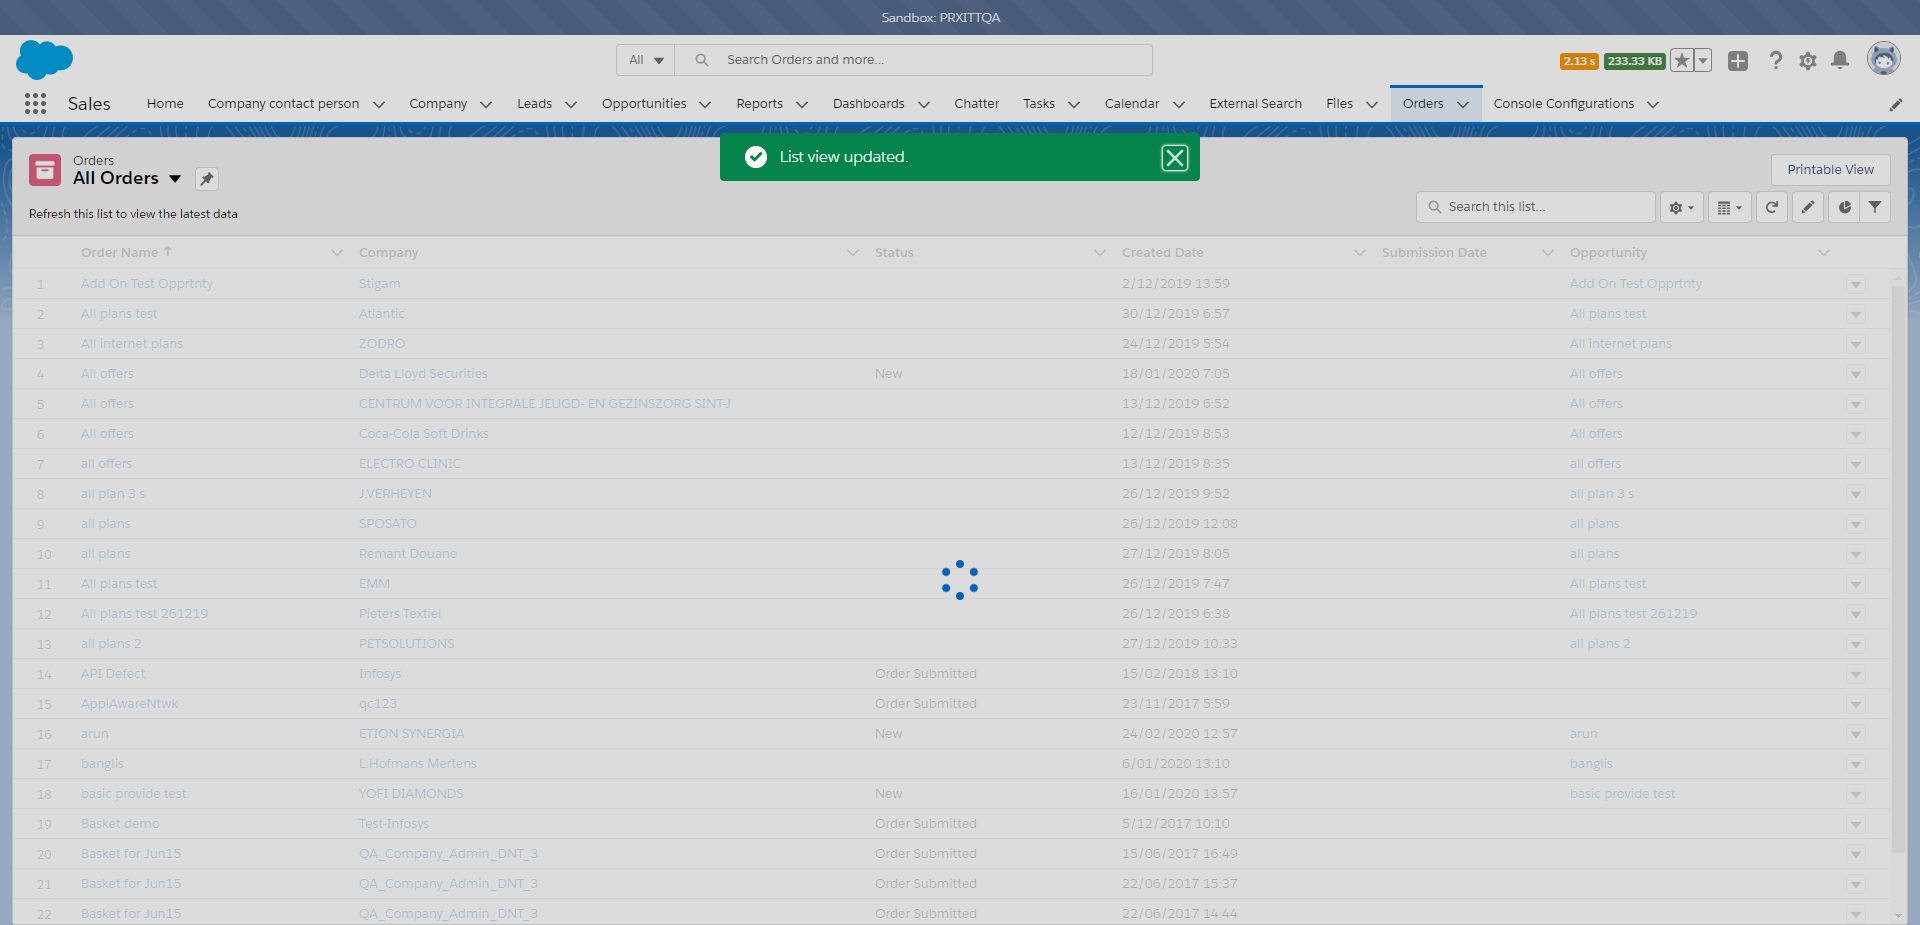 Sandbox: PRXITTQA
All Search Orders and more... 2.13 s 233.33 KB
Sales Home Company contact person Company Leads Opportunities Reports Dashboards Chatter Tasks Calendar External Search Files Orders Console Configurations
List view updated.
Orders
All Orders
Printable View
Refresh this list to view the latest data
Search this list...
Order Name Company Status Created Date Submission Date Opportunity
1 Add On Test Opprtnty Stigam 2/12/2019 13:59 Add On Test Opprtnty
2 All plans test Atlantic 30/12/2019 6:57 All plans test
3 All internet plans ZODRO 24/12/2019 5:54 All internet plans
4 All offers Delta Lloyd Securities New 18/01/2020 7:05 All offers
5 All offers CENTRUM VOOR INTEGRALE JEUGD- EN GEZINSZORG SINT-J 13/12/2019 6:52 All offers
6 All offers Coca-Cola Soft Drinks 12/12/2019 8:53 All offers
7 all offers ELECTRO CLINIC 13/12/2019 8:35 all offers
8 all plan 3 s J.VERHEYEN 26/12/2019 9:52 all plan 3 s
9 all plans SPOSATO 26/12/2019 12:08 all plans
10 all plans Remant Douane 27/12/2019 8:05 all plans
11 All plans test EMM 26/12/2019 7:47 All plans test
12 All plans test 261219 Pieters Textiel 26/12/2019 6:38 All plans test 261219
13 all plans 2 PETSOLUTIONS 27/12/2019 10:33 all plans 2
14 API Defect Infosys Order Submitted 15/02/2018 13:10
15 ApplAwareNtwk qc123 Order Submitted 23/11/2017 5:59
16 arun ETION SYNERGIA New 24/02/2020 12:57 arun
17 banglis L.Hofmans Mertens 6/01/2020 13:10 banglis
18 basic provide test YOFI DIAMONDS New 16/01/2020 13:57 basic provide test
19 Basket demo Test-Infosys Order Submitted 5/12/2017 10:10
20 Basket for Jun15 QA_Company_Admin_DNT_3 Order Submitted 15/06/2017 16:49
21 Basket for Jun15 QA_Company_Admin_DNT_3 Order Submitted 22/06/2017 15:37
22 Basket for Jun15 QA_Company_Admin_DNT_3 Order Submitted 22/06/2017 14:44